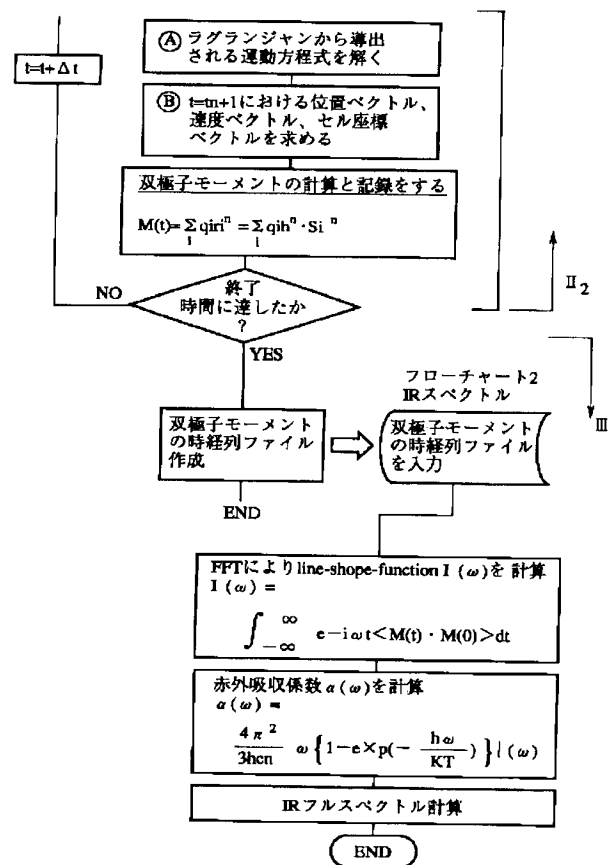 Ⓐ ラグランジャンから導出
される運動方程式を解く
t=t+Δt
Ⓑ t=tn+1における位置ベクトル、
速度ベクトル、セル座標
ベクトルを求める
双極子モーメントの計算と記録をする
M(t)=Σ qiri^n = Σ qih^n・Si^n
i i
NO
終了
時間に達したか
?
II2
YES
フローチャート2
IRスペクトル
III
双極子モーメント
の時経列ファイル
作成
双極子モーメント
の時経列ファイル
を入力
END
FFTによりline-shope-function I (ω)を 計算
I (ω) =
∫ ∞ −∞ e−iωt<M(t)・M(0)>dt
赤外吸収係数 α(ω)を計算
α(ω) =
4π² / 3hcn ω{1−e×p(− hω / KT )} l (ω)
IRフルスペクトル計算
END